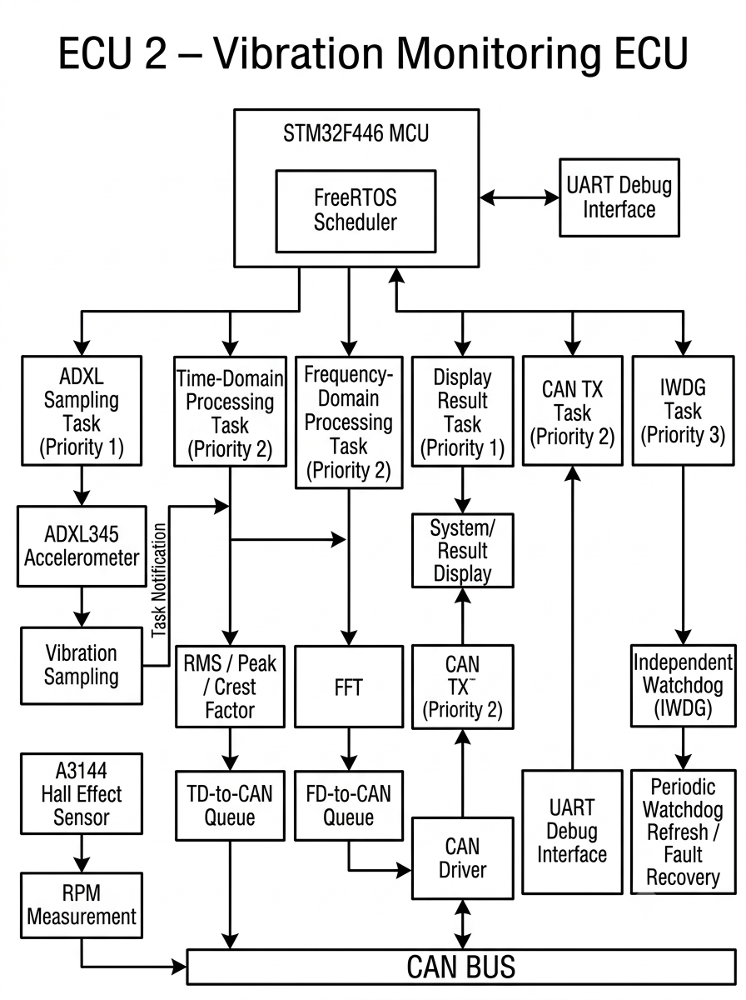 ECU 2 – Vibration Monitoring ECU
STM32F446 MCU
FreeRTOS
Scheduler
UART Debug
Interface
ADXL
Sampling
Task
(Priority 1)
Time-Domain
Processing
Task
(Priority 2)
Frequency-
Domain
Processing
Task
(Priority 2)
Display
Result
Task
(Priority 1)
CAN TX
Task
(Priority 2)
IWDG
Task
(Priority 3)
ADXL345
Accelerometer
Task Notification
System/
Result
Display
Vibration
Sampling
RMS / Peak
/ Crest
Factor
FFT
CAN
TX
(Priority 2)
Independent
Watchdog
(IWDG)
A3144
Hall Effect
Sensor
TD-to-CAN
Queue
FD-to-CAN
Queue
CAN
Driver
UART
Debug
Interface
Periodic
Watchdog
Refresh /
Fault
Recovery
RPM
Measurement
CAN BUS